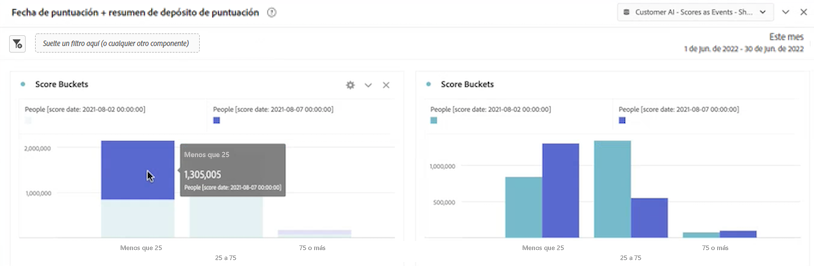 Fecha de puntuación + resumen de depósito de puntuación
Customer AI - Scores as Events - Sh...
Suelte un filtro aquí (o cualquier otro componente)
Este mes
1 de jun. de 2022 - 30 de jun. de 2022
Score Buckets
People [score date: 2021-08-02 00:00:00]
People [score date: 2021-08-07 00:00:00]
2,000,000
1,000,000
Menos que 25
1,305,005
People [score date: 2021-08-07 00:00:00]
Menos que 25
25 a 75
75 o más
Score Buckets
People [score date: 2021-08-02 00:00:00]
People [score date: 2021-08-07 00:00:00]
1,000,000
500,000
Menos que 25
25 a 75
75 o más